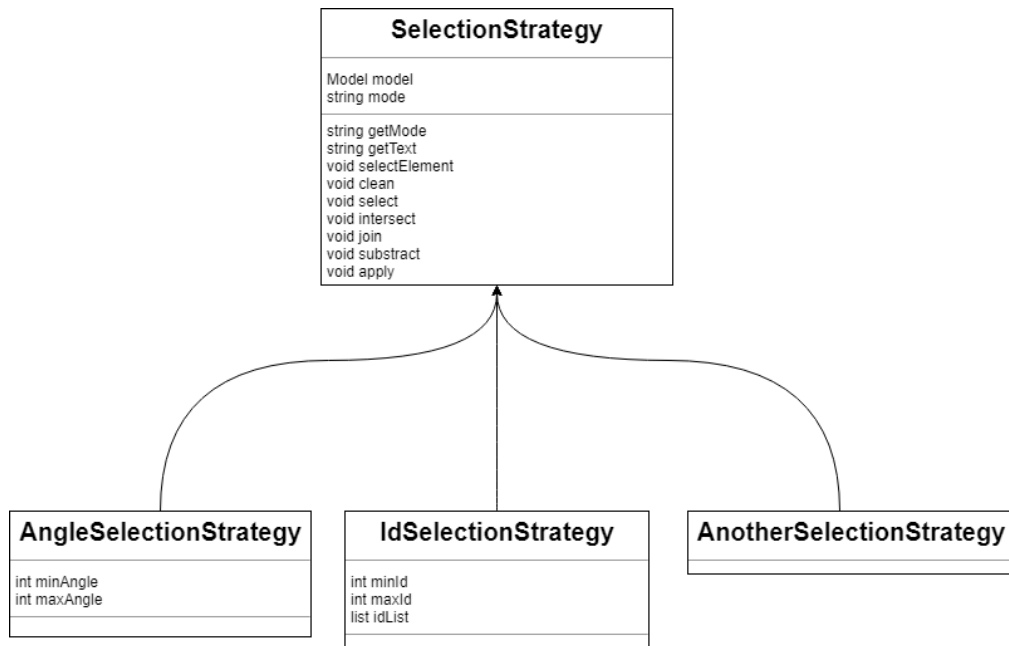 SelectionStrategy
Model model
string mode
string getMode
string getText
void selectElement
void clean
void select
void intersect
void join
void substract
void apply
AngleSelectionStrategy
int minAngle
int maxAngle
IdSelectionStrategy
int minId
int maxId
list idList
AnotherSelectionStrategy